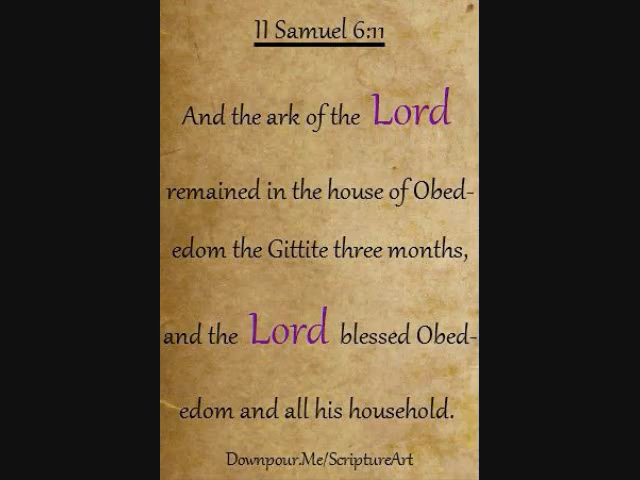 II Samuel 6:11
And the ark of the Lord
remained in the house of Obed-
edom the Gittite three months,
and the Lord blessed Obed-
edom and all his household.
Downpour.Me/ScriptureArt